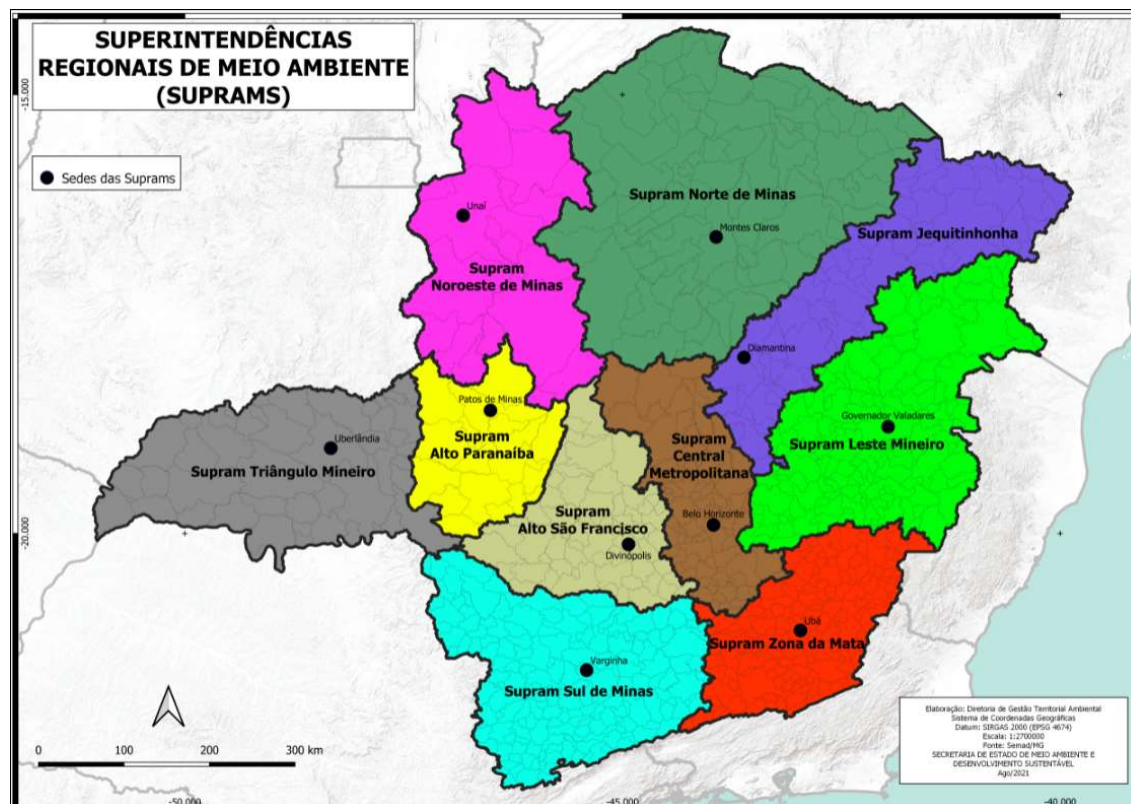 SUPERINTENDÊNCIAS
REGIONAIS DE MEIO AMBIENTE
(SUPRAMS)
Sedes das Suprams
-15.000
-20.000
Unaí
Supram
Noroeste de Minas
Supram Norte de Minas
Montes Claros
Supram Jequitinhonha
Diamantina
Patos de Minas
Supram
Alto Paranaíba
Uberlândia
Supram Triângulo Mineiro
Supram
Central
Metropolitana
Belo Horizonte
Governador Valadares
Supram Leste Mineiro
Supram
Alto São Francisco
Divinópolis
Ubá
Supram Zona da Mata
Varginha
Supram Sul de Minas
0 100 200 300 km
Elaboração: Diretoria de Gestão Territorial Ambiental
Sistema de Coordenadas Geográficas
Datum: SIRGAS 2000 (EPSG 4674)
Escala: 1:2700000
Fonte: Semad/MG
SECRETARIA DE ESTADO DE MEIO AMBIENTE E
DESENVOLVIMENTO SUSTENTÁVEL
Ago/2021
-50.000
-45.000
-40.000